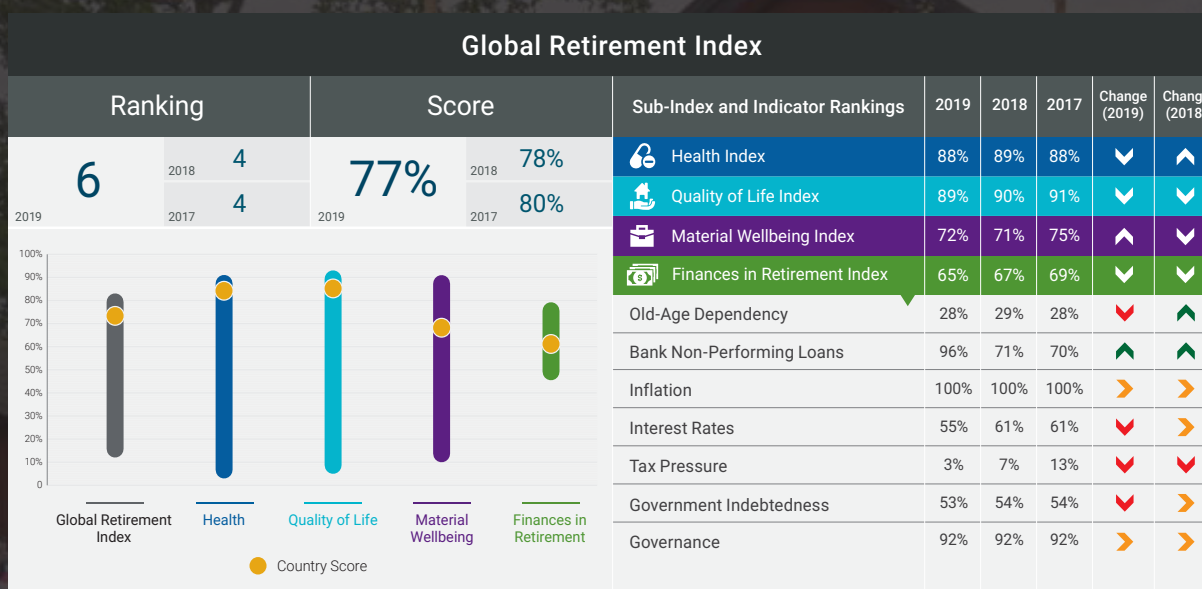 Global Retirement Index
Ranking
Score
6
2019
2018
4
2017
4
77%
2019
2018
78%
2017
80%
100%
90%
80%
70%
60%
50%
40%
30%
20%
10%
0
Global Retirement
Index
Health
Quality of Life
Material
Wellbeing
Finances in
Retirement
Country Score
Sub-Index and Indicator Rankings 2019 2018 2017 Change (2019) Chang (2018
Health Index 88% 89% 88%
Quality of Life Index 89% 90% 91%
Material Wellbeing Index 72% 71% 75%
Finances in Retirement Index 65% 67% 69%
Old-Age Dependency 28% 29% 28%
Bank Non-Performing Loans 96% 71% 70%
Inflation 100% 100% 100%
Interest Rates 55% 61% 61%
Tax Pressure 3% 7% 13%
Government Indebtedness 53% 54% 54%
Governance 92% 92% 92%